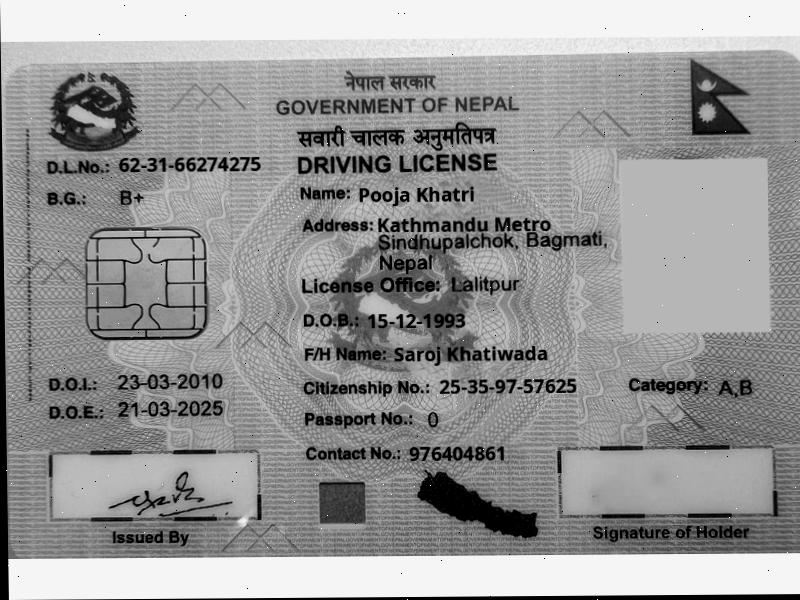 नेपाल सरकार
GOVERNMENT OF NEPAL
सवारी चालक अनुमतिपत्र
DRIVING LICENSE
D.L.No.: 62-31-66274275
B.G.: B+
Name: Pooja Khatri
Address: Kathmandu Metro
Sindhupalchok, Bagmati,
Nepal
License Office: Lalitpur
D.O.B.: 15-12-1993
F/H Name: Saroj Khatiwada
D.O.I.: 23-03-2010
Citizenship No.: 25-35-97-57625
Category: A,B
D.O.E.: 21-03-2025
Passport No.: 0
Contact No.: 976404861
Issued By
Signature of Holder